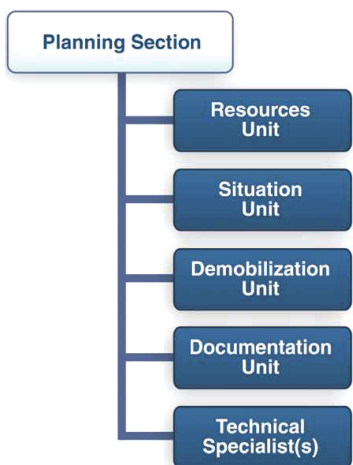 Planning Section
Resources
Unit
Situation
Unit
Demobilization
Unit
Documentation
Unit
Technical
Specialist(s)